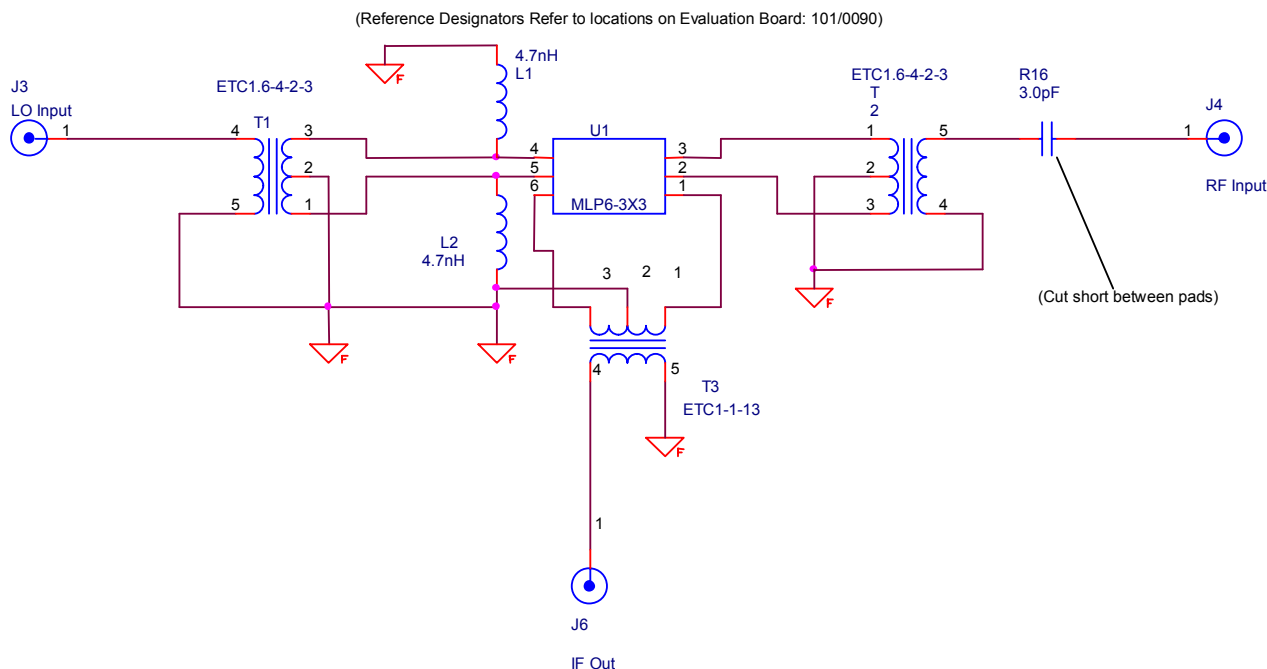 (Reference Designators Refer to locations on Evaluation Board: 101/0090)
4.7nH
L1
J3
LO Input
1
ETC1.6-4-2-3
T1
4
5
3
2
1
F
U1
4
5
6
3
2
1
MLP6-3X3
ETC1.6-4-2-3
T
2
1
2
3
5
4
R16
3.0pF
J4
1
RF Input
L2
4.7nH
3
2
1
F
F
F
(Cut short between pads)
4
5
T3
ETC1-1-13
F
1
J6
IF Out